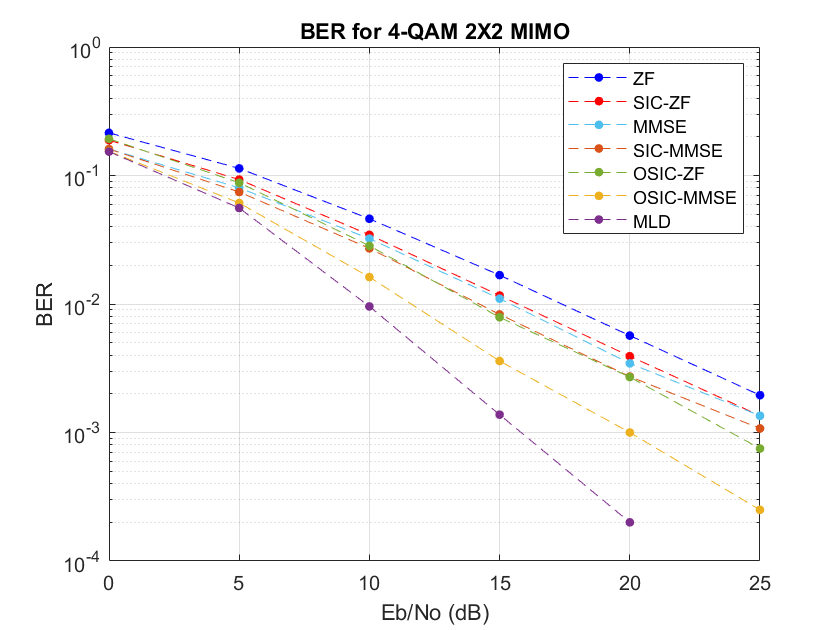 BER for 4-QAM 2X2 MIMO
10^0
10^-1
10^-2
10^-3
10^-4
BER
ZF
SIC-ZF
MMSE
SIC-MMSE
OSIC-ZF
OSIC-MMSE
MLD
0 5 10 15 20 25
Eb/No (dB)